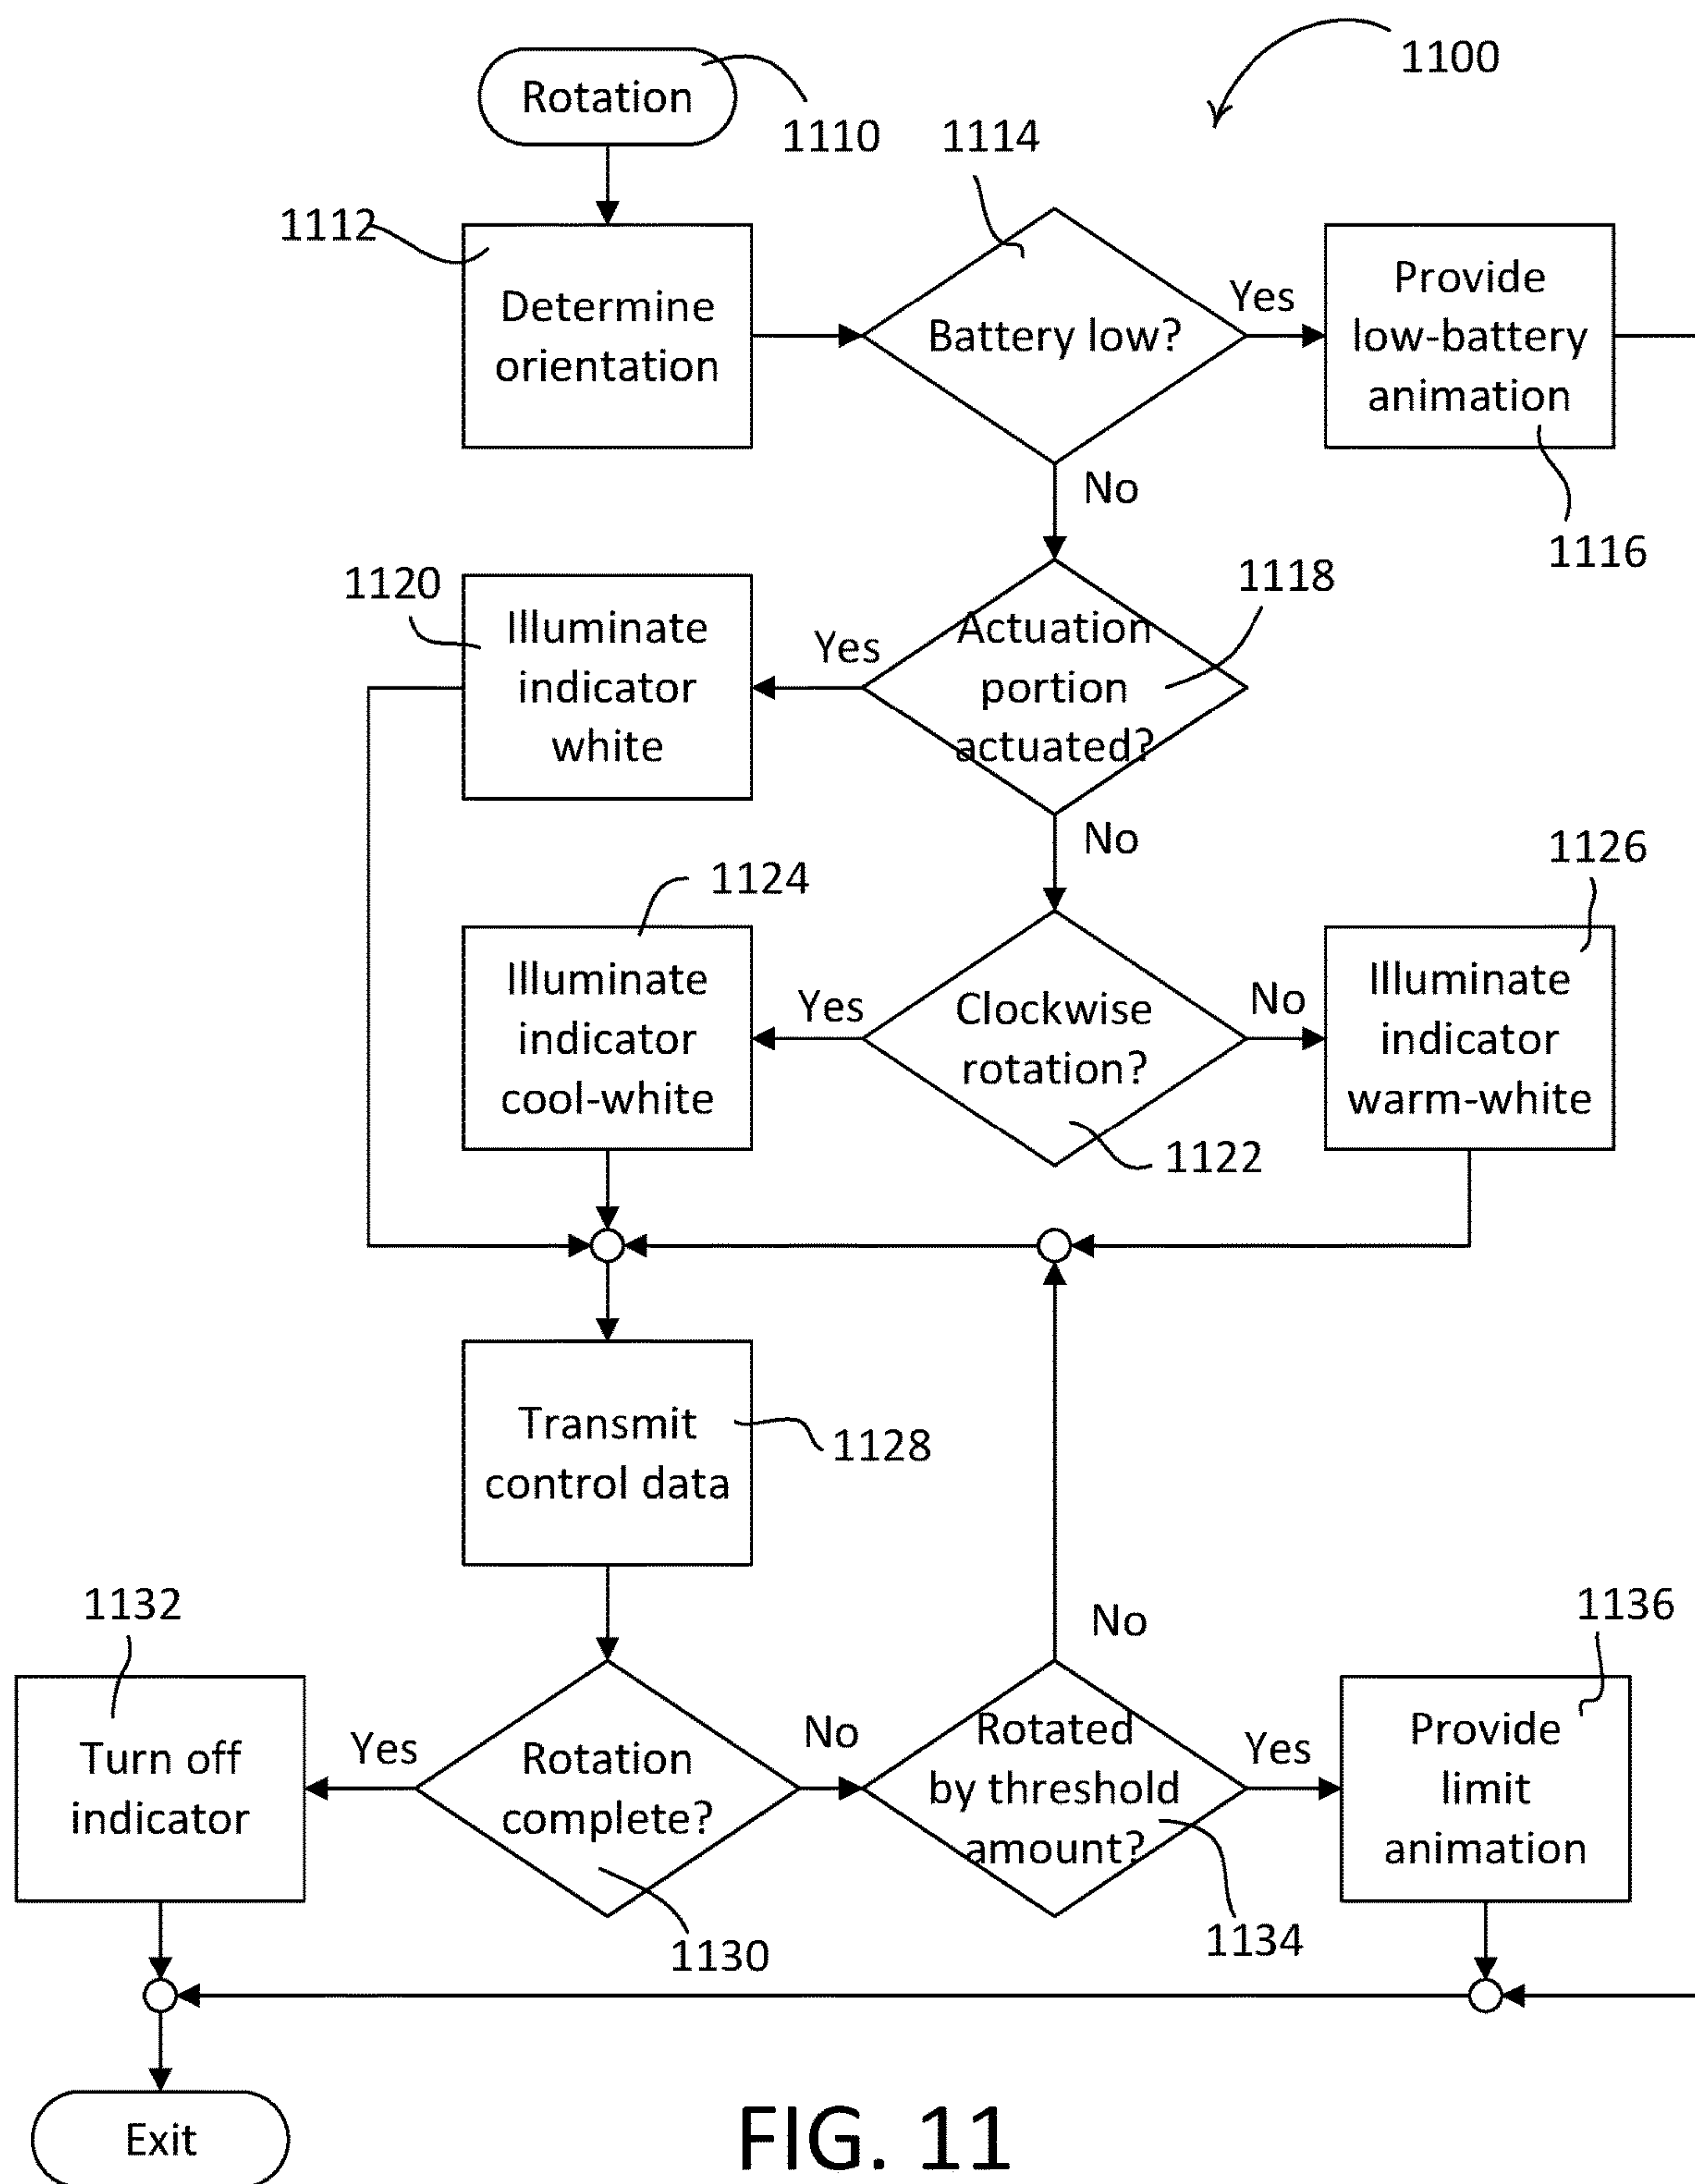 1100
Rotation
1110
1114
1112
Determine
orientation
Battery low?
Yes
Provide
low-battery
animation
No
1116
1120
Illuminate
indicator
white
Yes
Actuation
portion
actuated?
1118
No
1124
1126
Illuminate
indicator
cool-white
Yes
Clockwise
rotation?
No
Illuminate
indicator
warm-white
1122
Transmit
control data
1128
1132
No
1136
Turn off
indicator
Yes
Rotation
complete?
No
Rotated
by threshold
amount?
Yes
Provide
limit
animation
1130
1134
Exit
FIG. 11